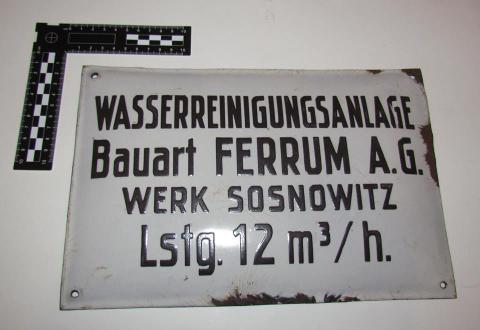 WASSERREINIGUNGSANLAGE
Bauart FERRUM A.G.
WERK SOSNOWITZ
Lstg. 12 m³/h.